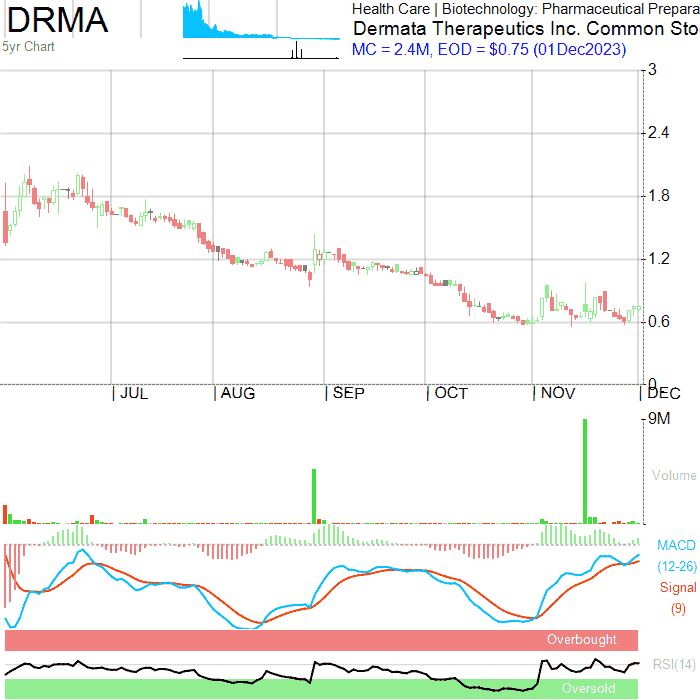 DRMA
5yr Chart
Health Care | Biotechnology: Pharmaceutical Prepara
Dermata Therapeutics Inc. Common Sto
MC = 2.4M, EOD = $0.75 (01Dec2023)
3
2.4
1.8
1.2
0.6
0
| JUL | AUG | SEP | OCT | NOV | DEC
9M
Volume
MACD
(12-26)
Signal
(9)
Overbought
RSI(14)
Oversold